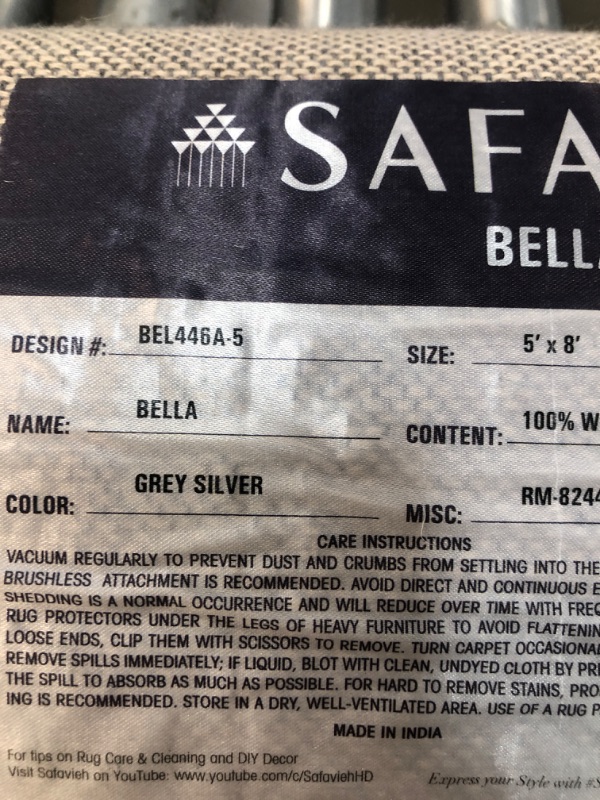 SAFA
BELLA
DESIGN #: BEL446A-5
SIZE: 5' x 8'
NAME: BELLA
CONTENT: 100% W
COLOR: GREY SILVER
MISC: RM-8244
CARE INSTRUCTIONS
VACUUM REGULARLY TO PREVENT DUST AND CRUMBS FROM SETTLING INTO THE
BRUSHLESS ATTACHMENT IS RECOMMENDED. AVOID DIRECT AND CONTINUOUS E
SHEDDING IS A NORMAL OCCURRENCE AND WILL REDUCE OVER TIME WITH FREQ
RUG PROTECTORS UNDER THE LEGS OF HEAVY FURNITURE TO AVOID FLATTENIN
LOOSE ENDS, CLIP THEM WITH SCISSORS TO REMOVE. TURN CARPET OCCASIONAL
REMOVE SPILLS IMMEDIATELY; IF LIQUID, BLOT WITH CLEAN, UNDYED CLOTH BY PRE
THE SPILL TO ABSORB AS MUCH AS POSSIBLE. FOR HARD TO REMOVE STAINS, PRO
ING IS RECOMMENDED. STORE IN A DRY, WELL-VENTILATED AREA. USE OF A RUG P
MADE IN INDIA
For tips on Rug Care & Cleaning and DIY Decor
Visit Safavieh on YouTube: www.youtube.com/c/SafaviehHD
Express your Style with #S